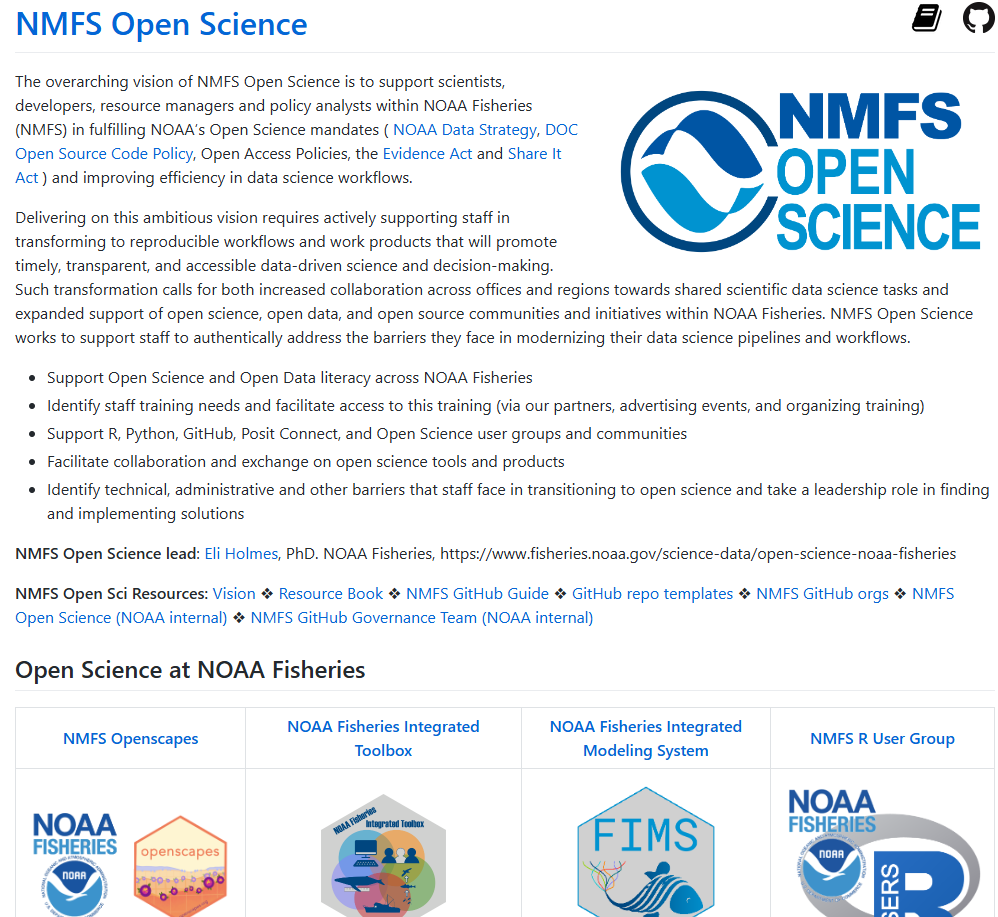 NMFS Open Science
The overarching vision of NMFS Open Science is to support scientists,
developers, resource managers and policy analysts within NOAA Fisheries
(NMFS) in fulfilling NOAA's Open Science mandates ( NOAA Data Strategy, DOC
Open Source Code Policy, Open Access Policies, the Evidence Act and Share It
Act ) and improving efficiency in data science workflows.
NMFS
OPEN
SCIENCE
Delivering on this ambitious vision requires actively supporting staff in
transforming to reproducible workflows and work products that will promote
timely, transparent, and accessible data-driven science and decision-making.
Such transformation calls for both increased collaboration across offices and regions towards shared scientific data science tasks and
expanded support of open science, open data, and open source communities and initiatives within NOAA Fisheries. NMFS Open Science
works to support staff to authentically address the barriers they face in modernizing their data science pipelines and workflows.
• Support Open Science and Open Data literacy across NOAA Fisheries
• Identify staff training needs and facilitate access to this training (via our partners, advertising events, and organizing training)
• Support R, Python, GitHub, Posit Connect, and Open Science user groups and communities
• Facilitate collaboration and exchange on open science tools and products
• Identify technical, administrative and other barriers that staff face in transitioning to open science and take a leadership role in finding
and implementing solutions
NMFS Open Science lead: Eli Holmes, PhD. NOAA Fisheries, https://www.fisheries.noaa.gov/science-data/open-science-noaa-fisheries
NMFS Open Sci Resources: Vision ❖ Resource Book ❖ NMFS GitHub Guide ❖ GitHub repo templates ❖ NMFS GitHub orgs ❖ NMFS
Open Science (NOAA internal) ❖ NMFS GitHub Governance Team (NOAA internal)
Open Science at NOAA Fisheries
NMFS Openscapes
NOAA Fisheries Integrated
Toolbox
NOAA Fisheries Integrated
Modeling System
NMFS R User Group
NOAA
FISHERIES
NOAA
openscapes
NOAA Fisheries
Integrated Toolbox
FIMS
NOAA
FISHERIES
NOAA
R